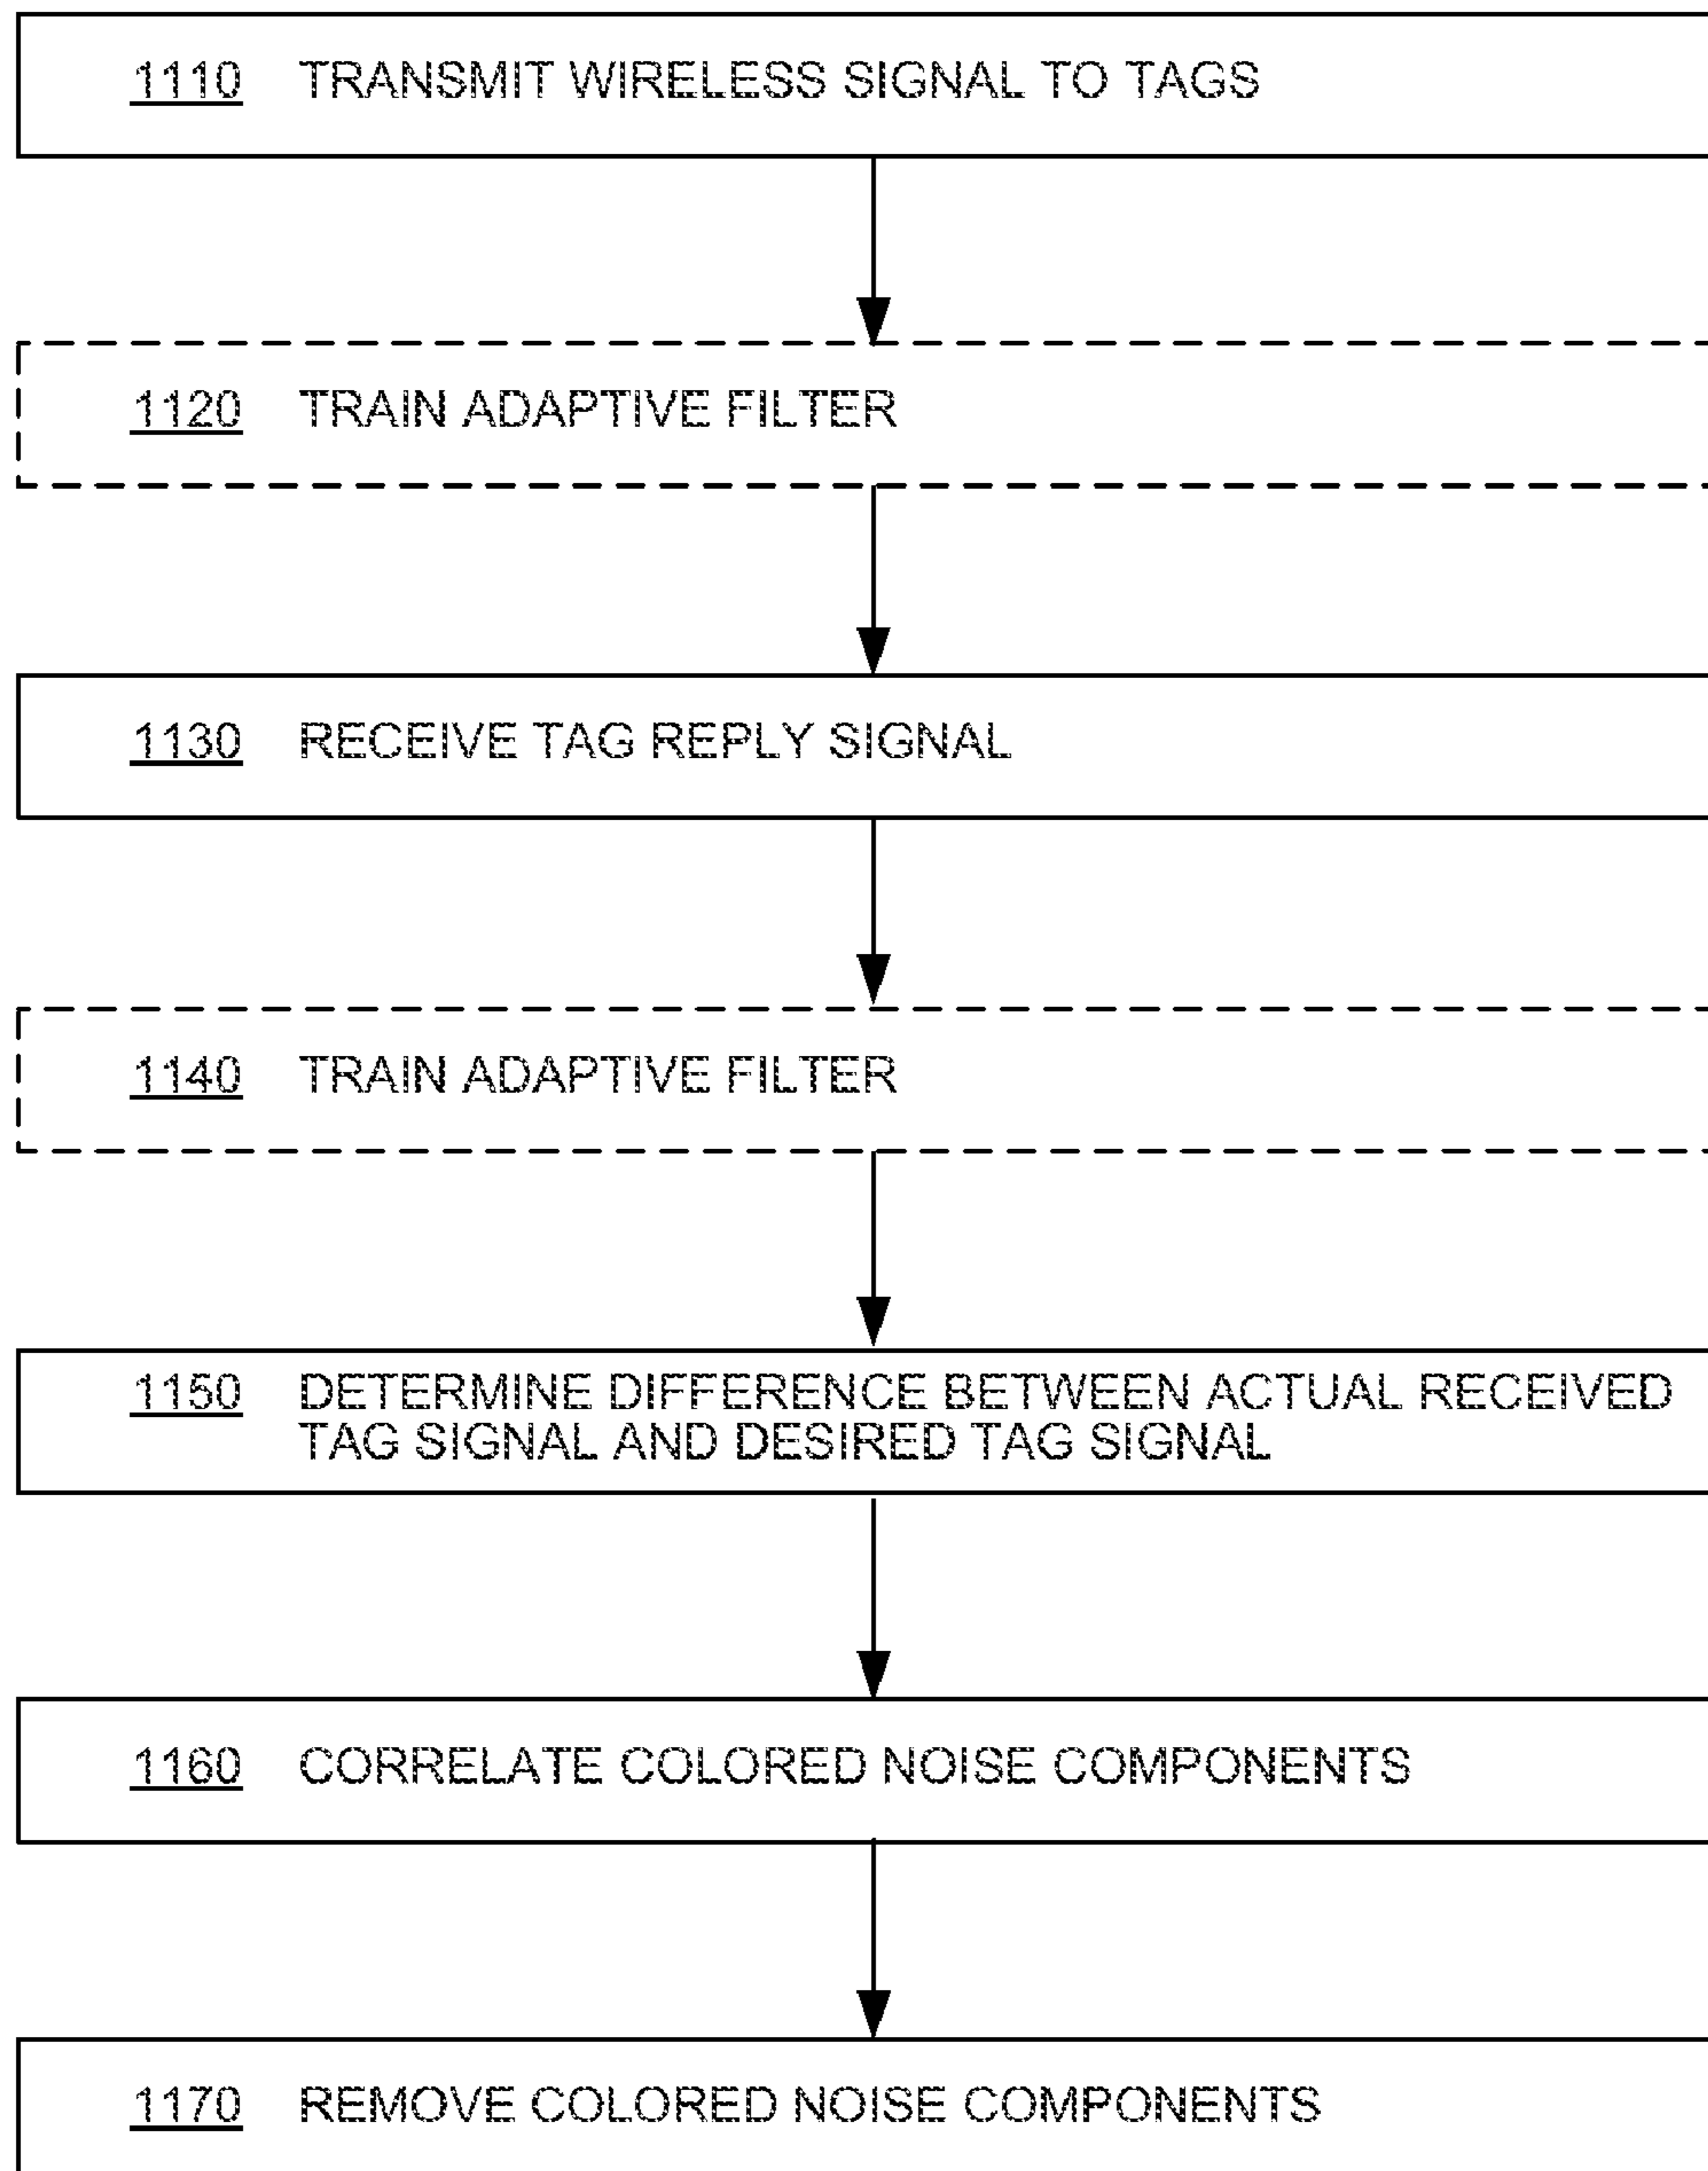 1110 TRANSMIT WIRELESS SIGNAL TO TAGS
1120 TRAIN ADAPTIVE FILTER
1130 RECEIVE TAG REPLY SIGNAL
1140 TRAIN ADAPTIVE FILTER
1150 DETERMINE DIFFERENCE BETWEEN ACTUAL RECEIVED
TAG SIGNAL AND DESIRED TAG SIGNAL
1160 CORRELATE COLORED NOISE COMPONENTS
1170 REMOVE COLORED NOISE COMPONENTS